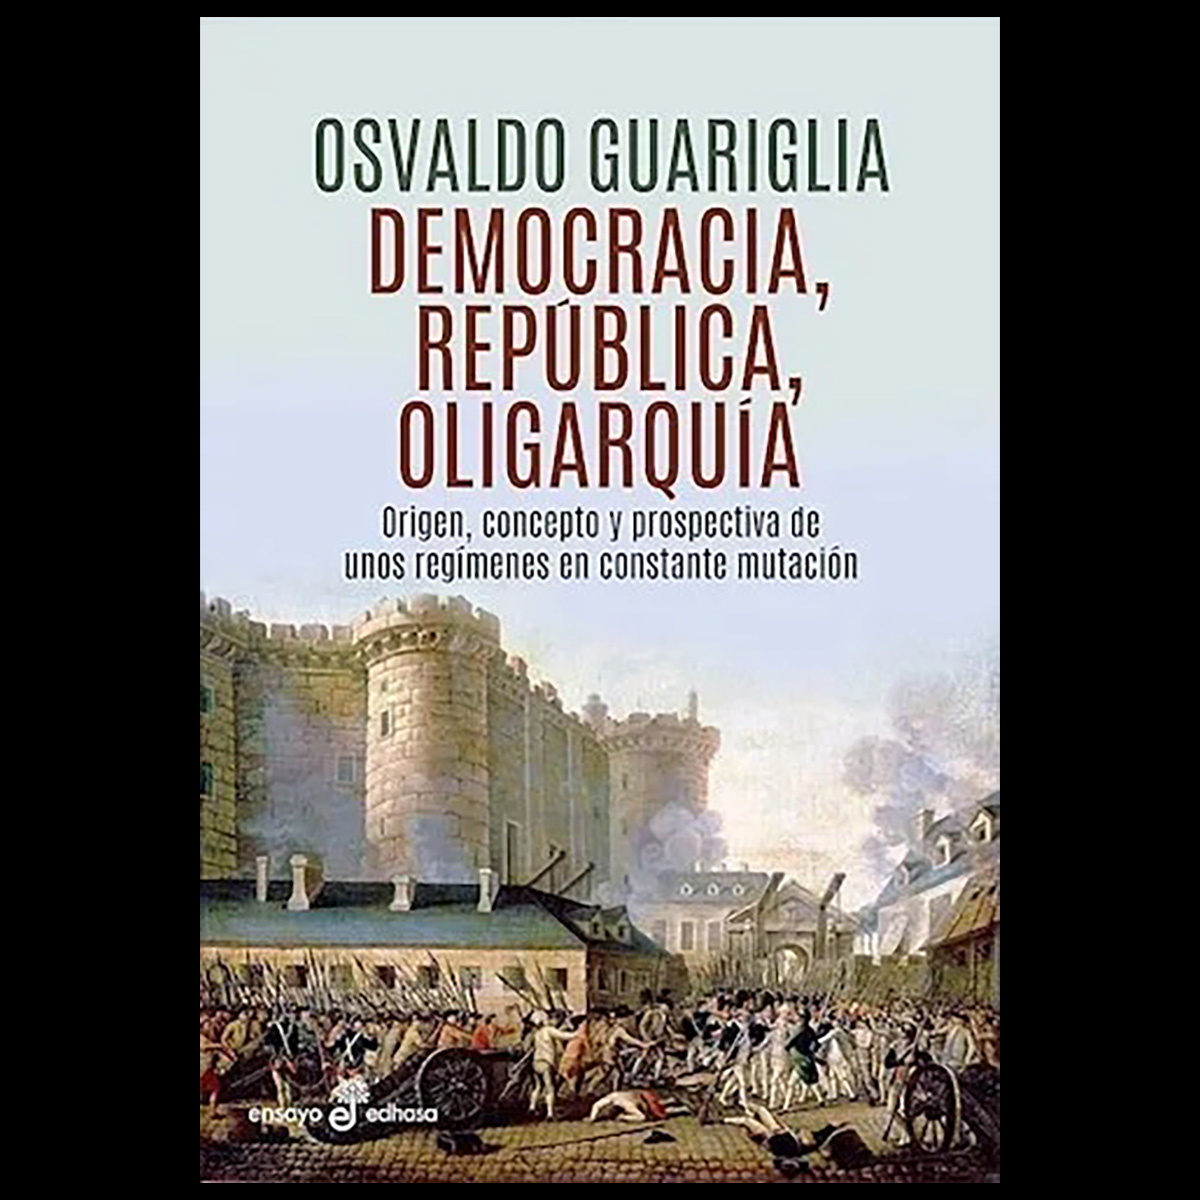 OSVALDO GUARIGLIA
DEMOCRACIA,
REPÚBLICA,
OLIGARQUÍA
Origen, concepto y prospectiva de
unos regímenes en constante mutación
ensayo e edhasa